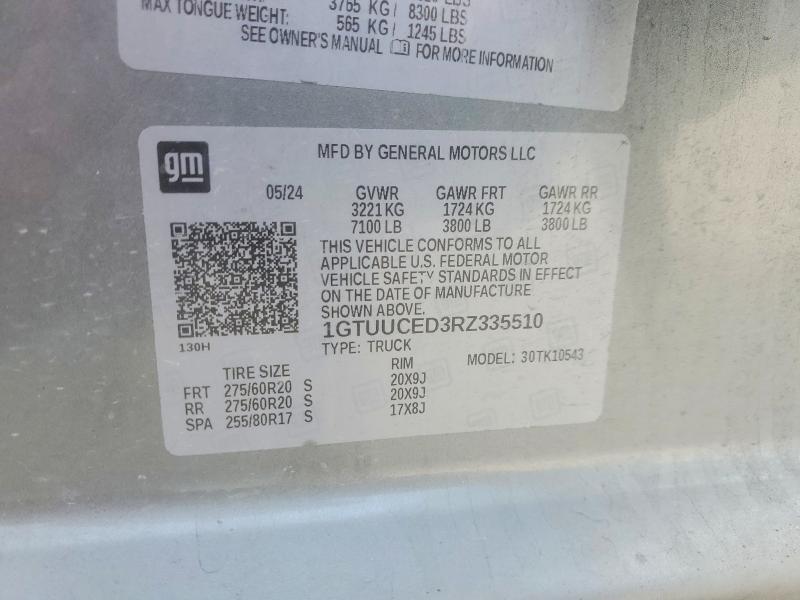 3765 KG/ 8300 LBS
MAX TONGUE WEIGHT: 565 KG/ 1245 LBS
SEE OWNER'S MANUAL FOR MORE INFORMATION
gm
MFD BY GENERAL MOTORS LLC
05/24 GVWR GAWR FRT GAWR RR
3221 KG 1724 KG 1724 KG
7100 LB 3800 LB 3800 LB
THIS VEHICLE CONFORMS TO ALL
APPLICABLE U.S. FEDERAL MOTOR
VEHICLE SAFETY STANDARDS IN EFFECT
ON THE DATE OF MANUFACTURE
SHOWN ABOVE.
1GTUUCED3RZ335510
130H
TYPE: TRUCK MODEL: 30TK10543
TIRE SIZE RIM
FRT 275/60R20 S 20X9J
RR 275/60R20 S 20X9J
SPA 255/80R17 S 17X8J